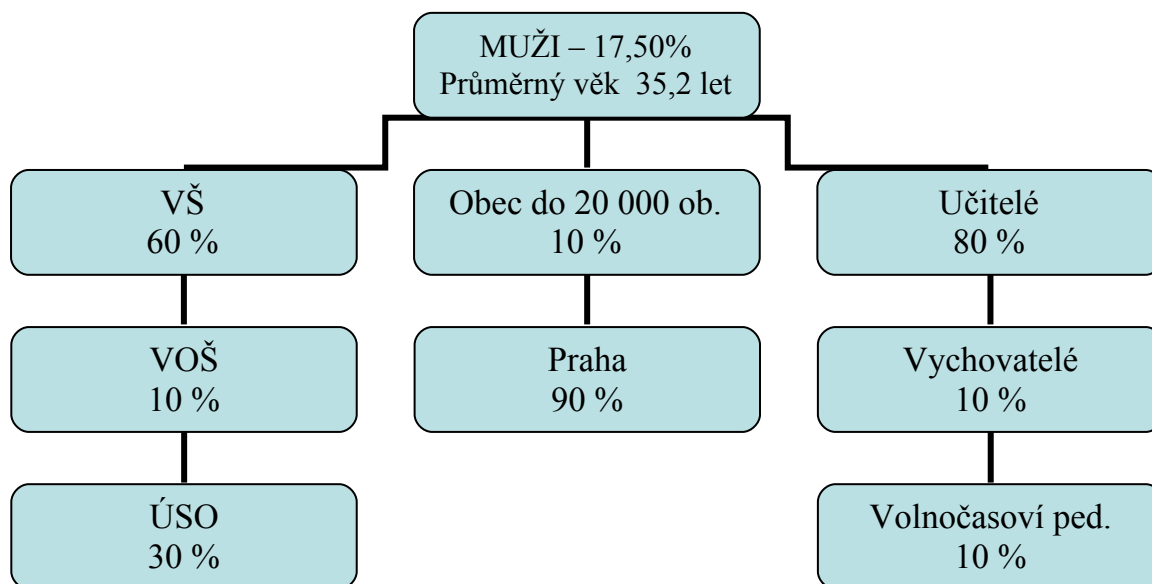 MUŽI – 17,50%
Průměrný věk 35,2 let
VŠ
60 %
Obec do 20 000 ob.
10 %
Učitelé
80 %
VOŠ
10 %
Praha
90 %
Vychovatelé
10 %
ÚSO
30 %
Volnočasoví ped.
10 %